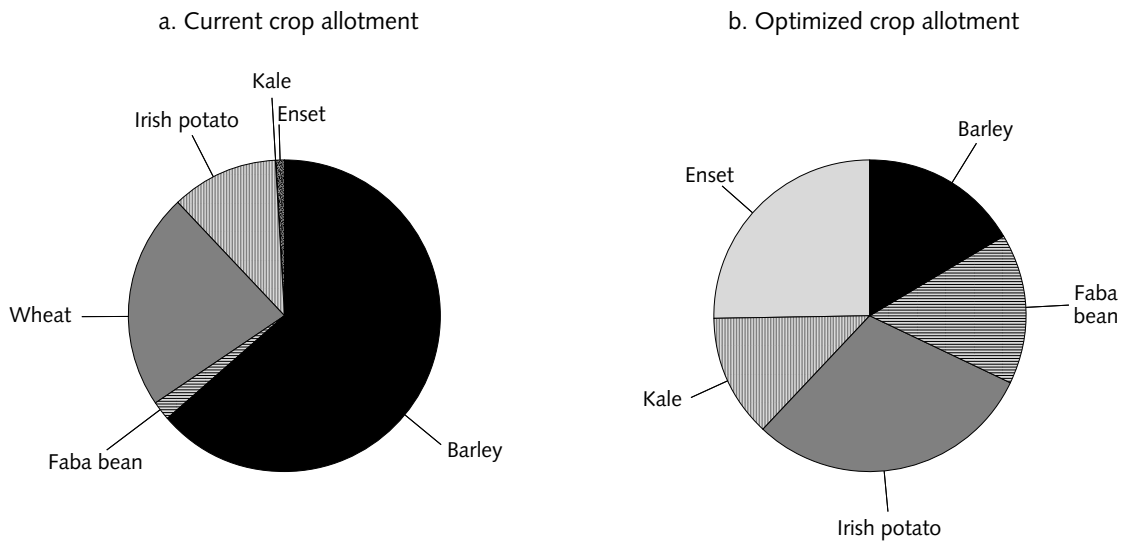 a. Current crop allotment
Kale
Enset
Irish potato
Wheat
Faba bean
Barley
b. Optimized crop allotment
Barley
Enset
Faba
bean
Kale
Irish potato